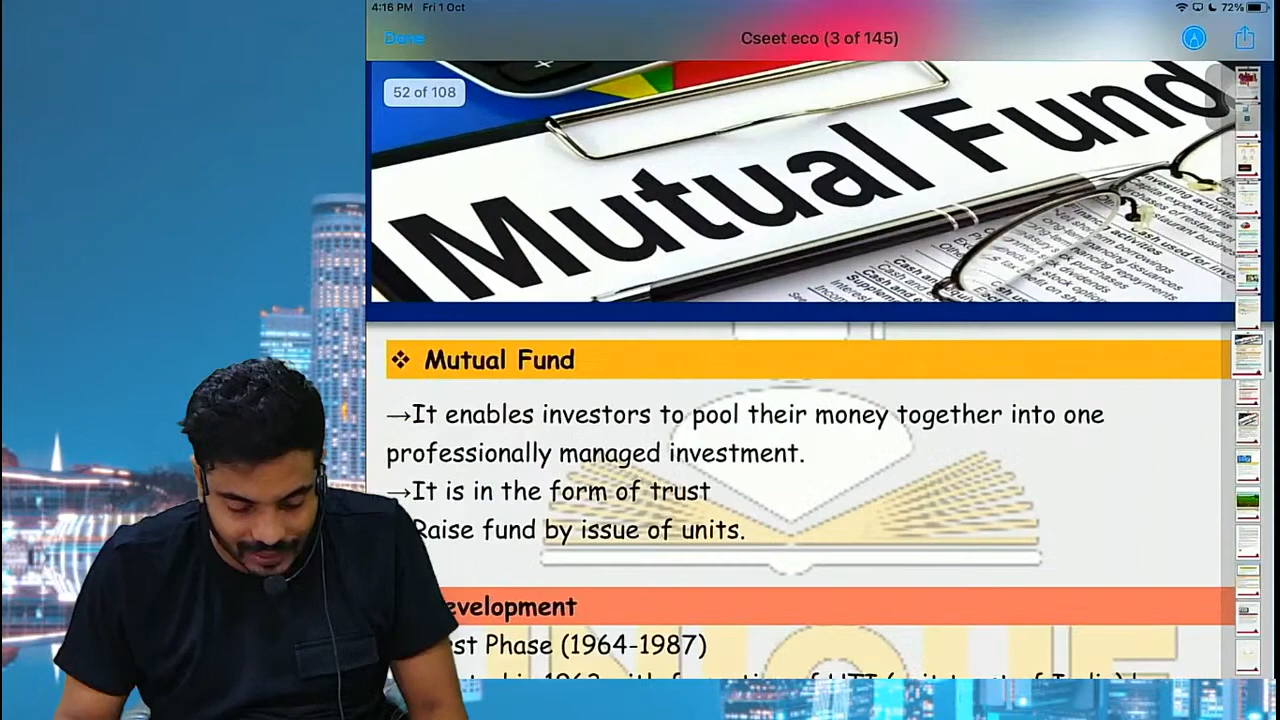 4:16 PM Fri 1 Oct
72%
Done
Cseet eco (3 of 145)
52 of 108
Mutual Fund
❖ Mutual Fund
→It enables investors to pool their money together into one
professionally managed investment.
→It is in the form of trust
Raise fund by issue of units.
evelopment
est Phase (1964-1987)